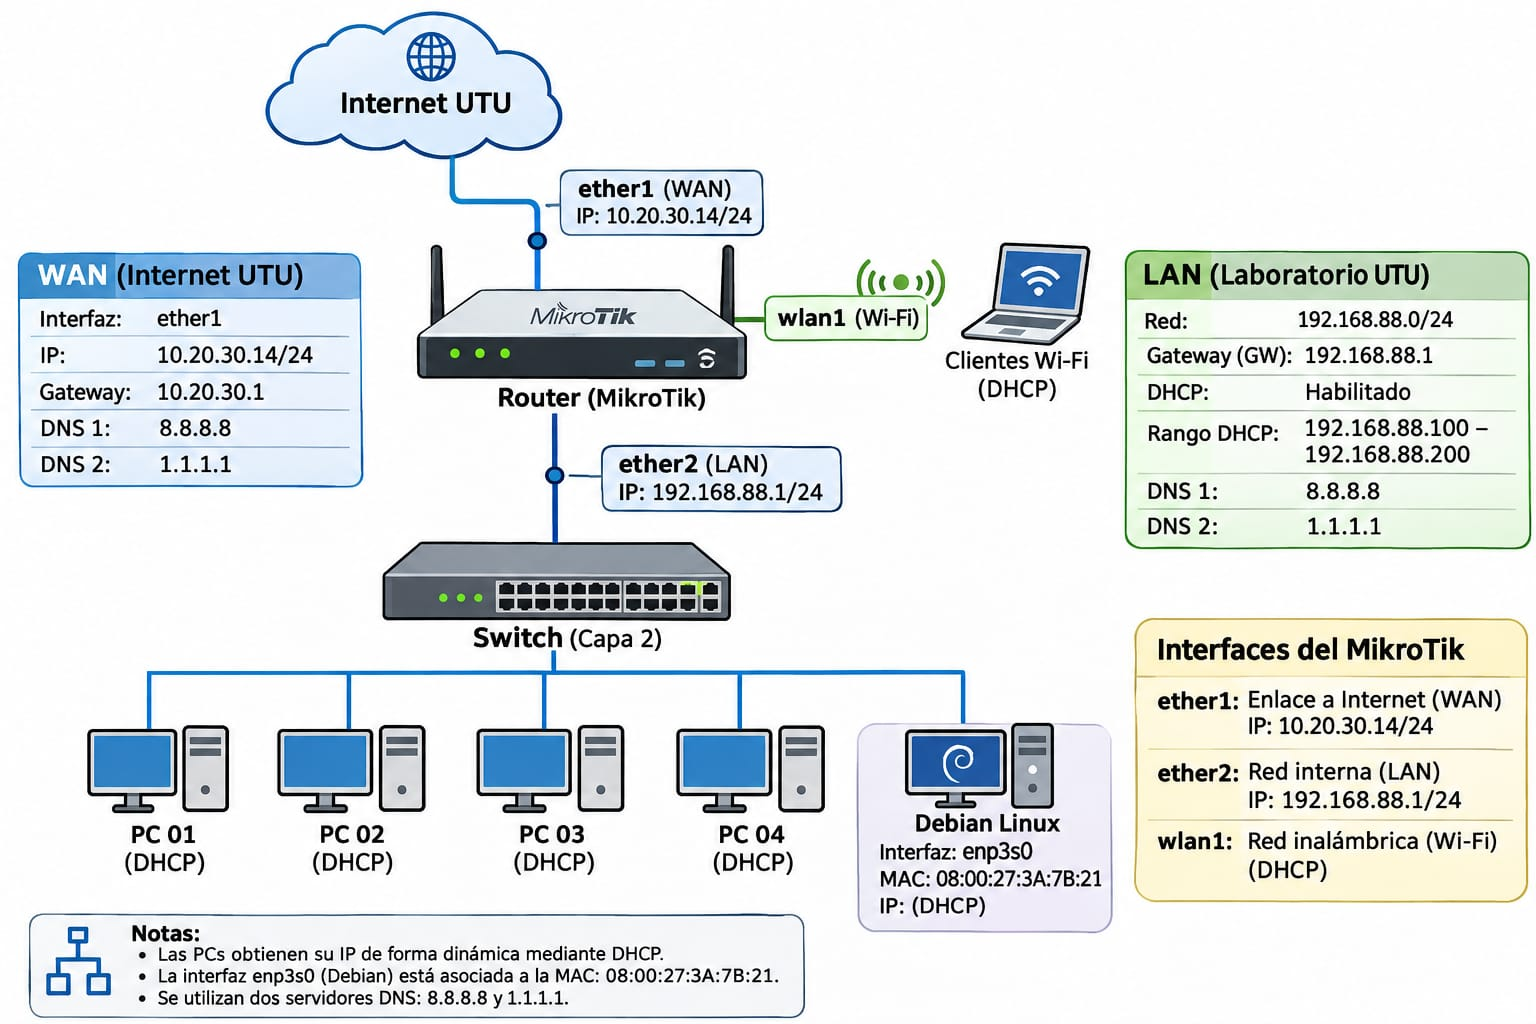 Internet UTU
ether1 (WAN)
IP: 10.20.30.14/24
WAN (Internet UTU)
Interfaz: ether1
IP: 10.20.30.14/24
Gateway: 10.20.30.1
DNS 1: 8.8.8.8
DNS 2: 1.1.1.1
MikroTik
Router (MikroTik)
wlan1 (Wi-Fi)
Clientes Wi-Fi
(DHCP)
LAN (Laboratorio UTU)
Red: 192.168.88.0/24
Gateway (GW): 192.168.88.1
DHCP: Habilitado
Rango DHCP: 192.168.88.100 –
192.168.88.200
DNS 1: 8.8.8.8
DNS 2: 1.1.1.1
ether2 (LAN)
IP: 192.168.88.1/24
Switch (Capa 2)
PC 01
(DHCP)
PC 02
(DHCP)
PC 03
(DHCP)
PC 04
(DHCP)
Debian Linux
Interfaz: enp3s0
MAC: 08:00:27:3A:7B:21
IP: (DHCP)
Interfaces del MikroTik
ether1: Enlace a Internet (WAN)
IP: 10.20.30.14/24
ether2: Red interna (LAN)
IP: 192.168.88.1/24
wlan1: Red inalámbrica (Wi-Fi)
(DHCP)
Notas:
• Las PCs obtienen su IP de forma dinámica mediante DHCP.
• La interfaz enp3s0 (Debian) está asociada a la MAC: 08:00:27:3A:7B:21.
• Se utilizan dos servidores DNS: 8.8.8.8 y 1.1.1.1.